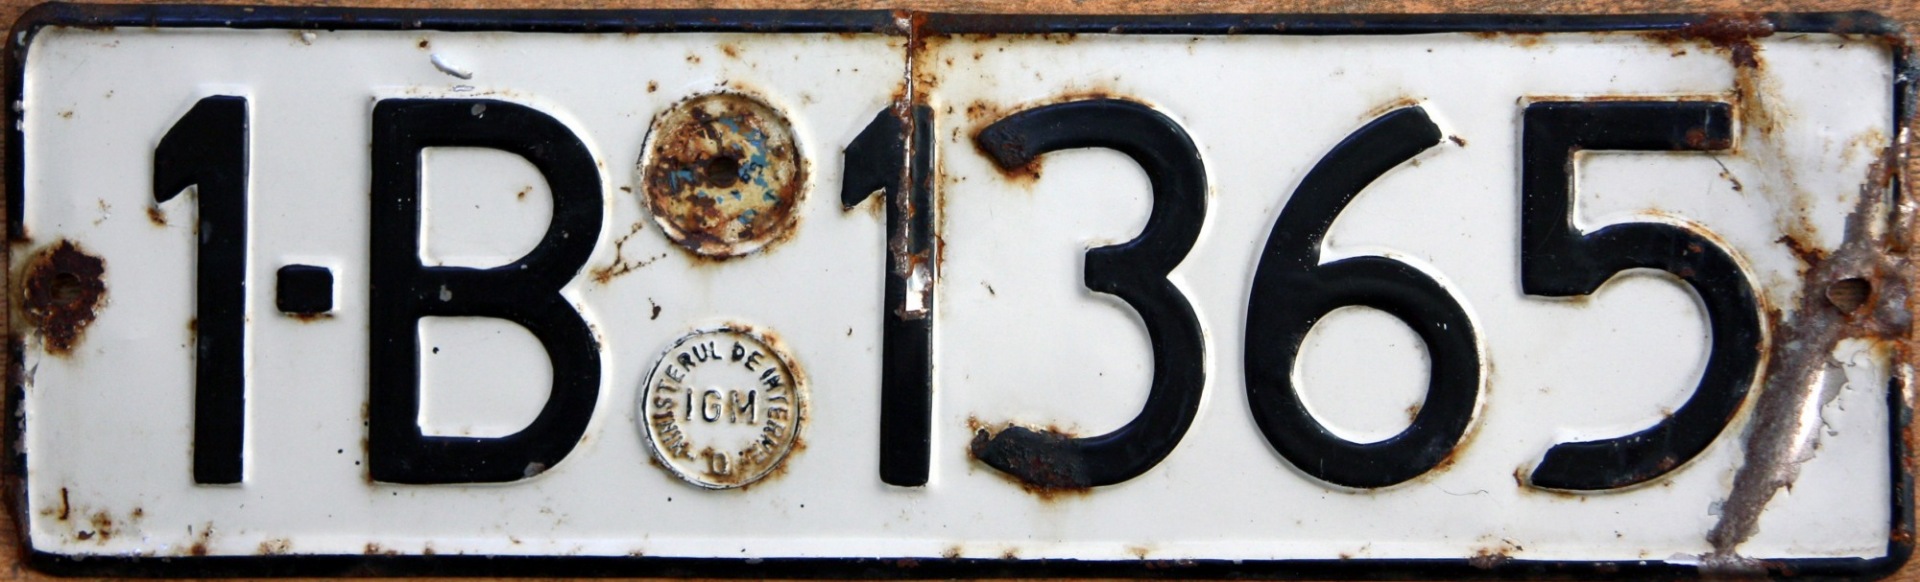 1-B 1365
MINISTERUL DE INTERNE
IGM
D